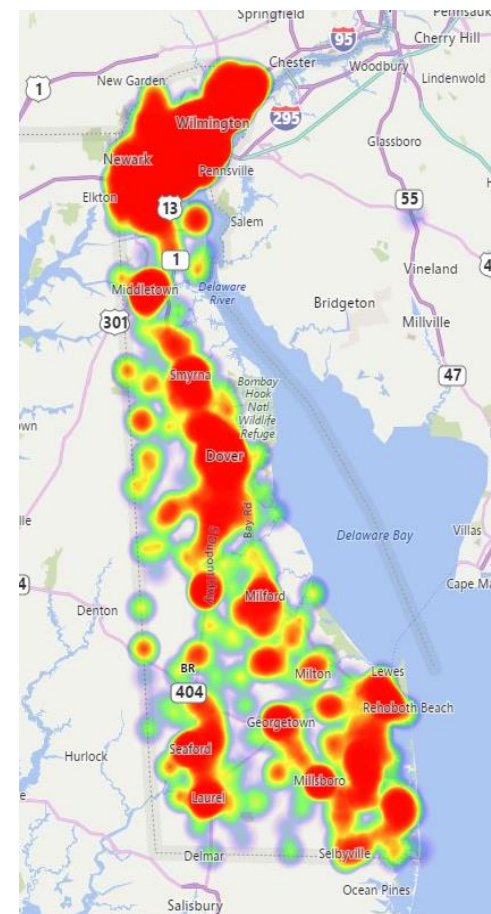 Springfield
Pennsauk
95
Cherry Hill
Chester
Woodbury
New Garden
Lindenwold
1
Wilmington
295
Glassboro
Newark
Pennsville
Elkton
55
13
Salem
1
Vineland
Delaware
River
Middletown
Bridgeton
301
Millville
Smyrna
47
Bombay
Hook
Natl
Wildlife
Refuge
Dover
Bay Rd
Delaware Bay
Villas
Cape Ma
Denton
Milford
BR
Milton
Lewes
404
Rehoboth Beach
Georgetown
Seaford
Hurlock
Millsboro
Laurel
Delmar
Selbyville
Ocean Pines
Salisbury